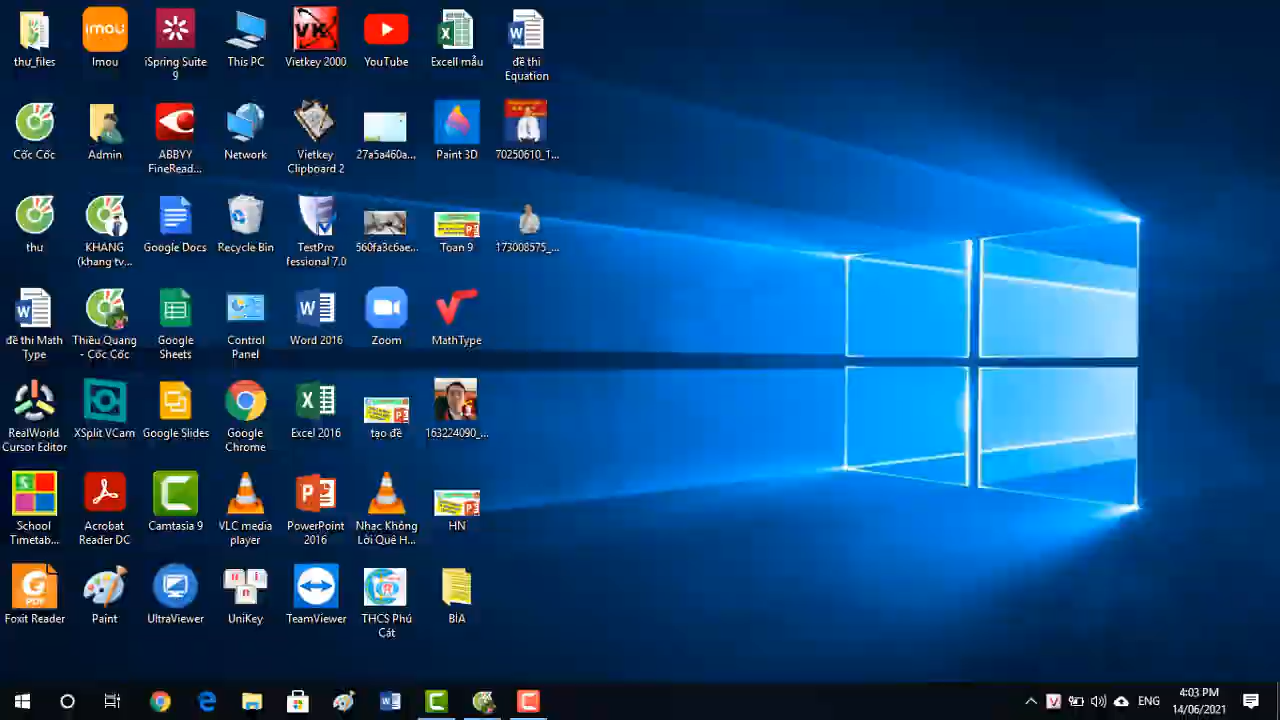 thư_files
Imou
iSpring Suite
9
This PC
Vietkey 2000
YouTube
Excell mẫu
đề thi
Equation
Cốc Cốc
Admin
ABBYY
FineRead...
Network
Vietkey
Clipboard 2
27a5a460a...
Paint 3D
70250610_1...
thư
KHANG
(khang tv...
Google Docs
Recycle Bin
TestPro
fessional 7.0
560fa3c6ae...
Toan 9
173008575_...
đề thi Math
Type
Thiều Quang
- Cốc Cốc
Google
Sheets
Control
Panel
Word 2016
Zoom
MathType
RealWorld
Cursor Editor
XSplit VCam
Google Slides
Google
Chrome
Excel 2016
tạo đề
163224090_...
School
Timetab...
Acrobat
Reader DC
Camtasia 9
VLC media
player
PowerPoint
2016
Nhạc Không
Lời Quê H...
HN
Foxit Reader
Paint
UltraViewer
UniKey
TeamViewer
THCS Phú
Cát
BÌA
ENG
4:03 PM
14/06/2021